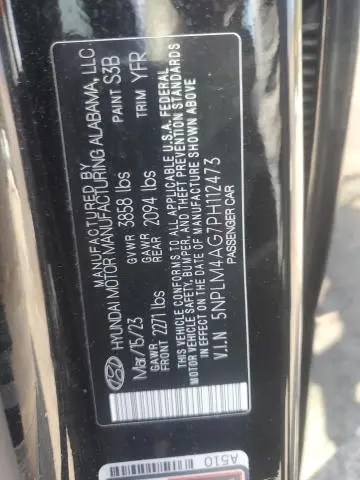 MANUFACTURED BY
HYUNDAI MOTOR MANUFACTURING ALABAMA, LLC
Mar/15/23 GVWR 3858 lbs PAINT S3B
GAWR FRONT 2271 lbs GAWR REAR 2094 lbs TRIM YFR
THIS VEHICLE CONFORMS TO ALL APPLICABLE U.S.A. FEDERAL
MOTOR VEHICLE SAFETY, BUMPER, AND THEFT PREVENTION STANDARDS
IN EFFECT ON THE DATE OF MANUFACTURE SHOWN ABOVE
V.I.N 5NPLM4AG7PH112473
PASSENGER CAR
A510